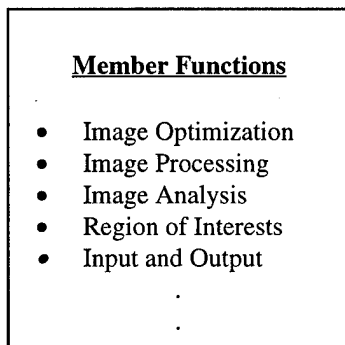 Member Functions
• Image Optimization
• Image Processing
• Image Analysis
• Region of Interests
• Input and Output
.
.